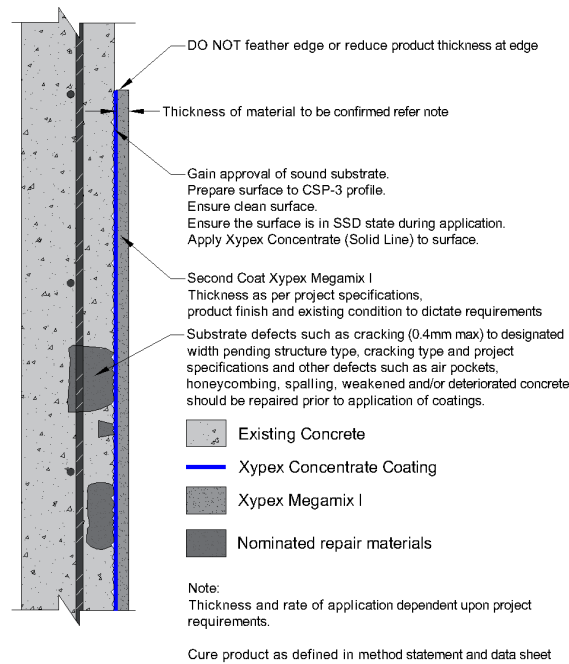 DO NOT feather edge or reduce product thickness at edge
Thickness of material to be confirmed refer note
Gain approval of sound substrate.
Prepare surface to CSP-3 profile.
Ensure clean surface.
Ensure the surface is in SSD state during application.
Apply Xypex Concentrate (Solid Line) to surface.
Second Coat Xypex Megamix I
Thickness as per project specifications,
product finish and existing condition to dictate requirements
Substrate defects such as cracking (0.4mm max) to designated
width pending structure type, cracking type and project
specifications and other defects such as air pockets,
honeycombing, spalling, weakened and/or deteriorated concrete
should be repaired prior to application of coatings.
Existing Concrete
Xypex Concentrate Coating
Xypex Megamix I
Nominated repair materials
Note:
Thickness and rate of application dependent upon project
requirements.
Cure product as defined in method statement and data sheet